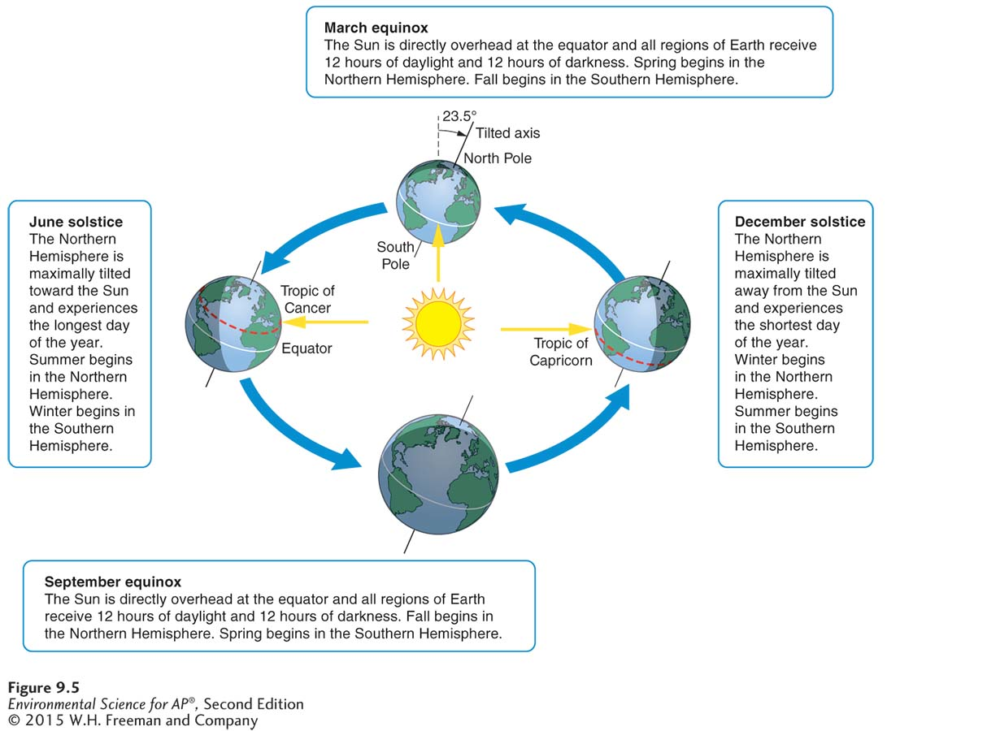 March equinox
The Sun is directly overhead at the equator and all regions of Earth receive
12 hours of daylight and 12 hours of darkness. Spring begins in the
Northern Hemisphere. Fall begins in the Southern Hemisphere.
23.5°
Tilted axis
North Pole
South
Pole
June solstice
The Northern
Hemisphere is
maximally tilted
toward the Sun
and experiences
the longest day
of the year.
Summer begins
in the Northern
Hemisphere.
Winter begins in
the Southern
Hemisphere.
Tropic of
Cancer
Equator
Tropic of
Capricorn
December solstice
The Northern
Hemisphere is
maximally tilted
away from the Sun
and experiences
the shortest day
of the year.
Winter begins
in the Northern
Hemisphere.
Summer begins
in the Southern
Hemisphere.
September equinox
The Sun is directly overhead at the equator and all regions of Earth
receive 12 hours of daylight and 12 hours of darkness. Fall begins in
the Northern Hemisphere. Spring begins in the Southern Hemisphere.
Figure 9.5
Environmental Science for AP®, Second Edition
© 2015 W.H. Freeman and Company